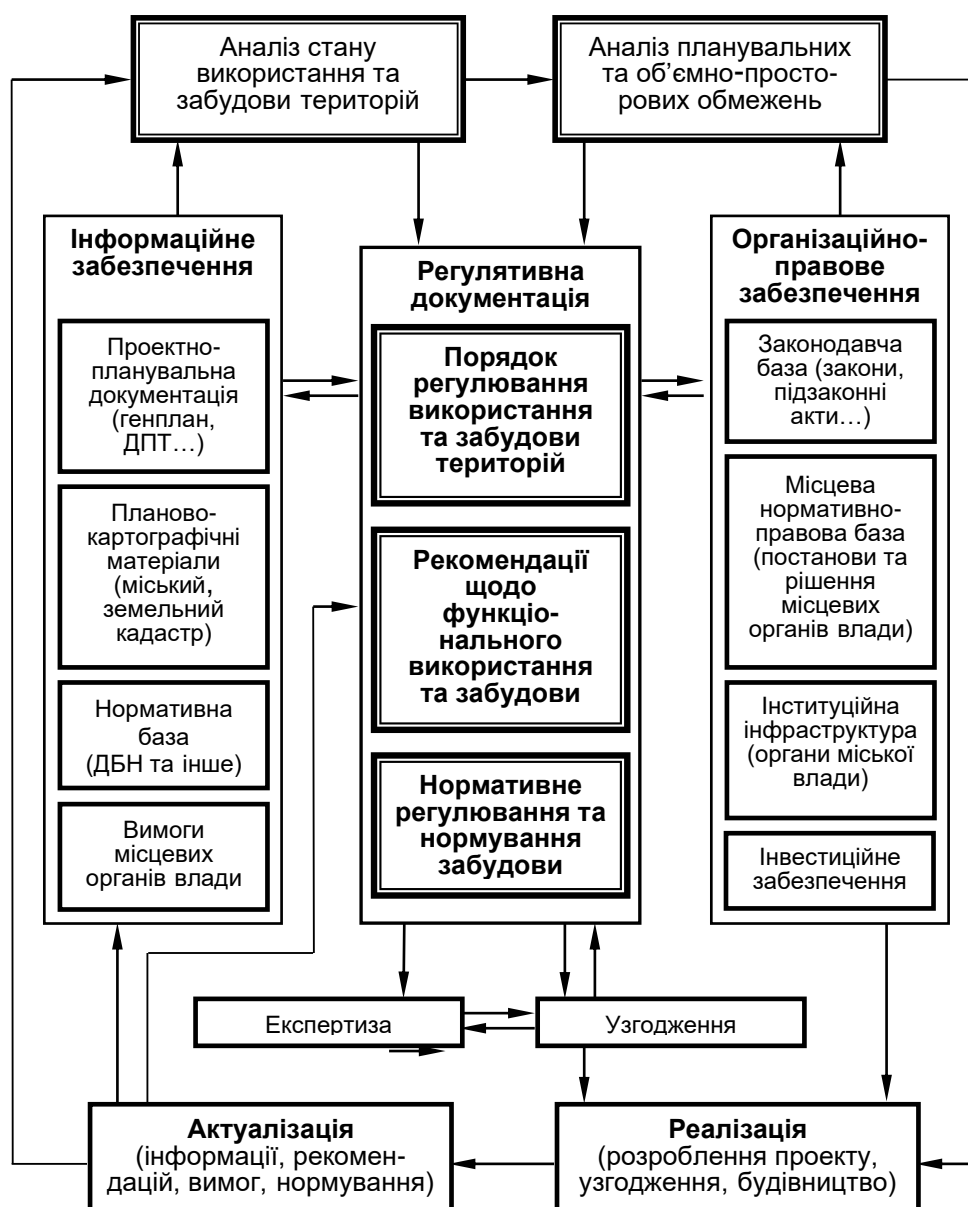 Аналіз стану
використання та
забудови територій
Аналіз планувальних
та об’ємно-просто-
рових обмежень
Інформаційне
забезпечення
Проектно-
планувальна
документація
(генплан,
ДПТ…)
Планово-
картографічні
матеріали
(міський,
земельний
кадастр)
Нормативна
база
(ДБН та інше)
Вимоги
місцевих
органів влади
Регулятивна
документація
Порядок
регулювання
використання
та забудови
територій
Рекомендації
щодо
функціо-
нального
використання
та забудови
Нормативне
регулювання та
нормування
забудови
Організаційно-
правове
забезпечення
Законодавча
база (закони,
підзаконні
акти…)
Місцева
нормативно-
правова база
(постанови та
рішення
місцевих
органів влади)
Інституційна
інфраструктура
(органи міської
влади)
Інвестиційне
забезпечення
Експертиза
Узгодження
Актуалізація
(інформації, рекомен-
дацій, вимог, нормування)
Реалізація
(розроблення проекту,
узгодження, будівництво)